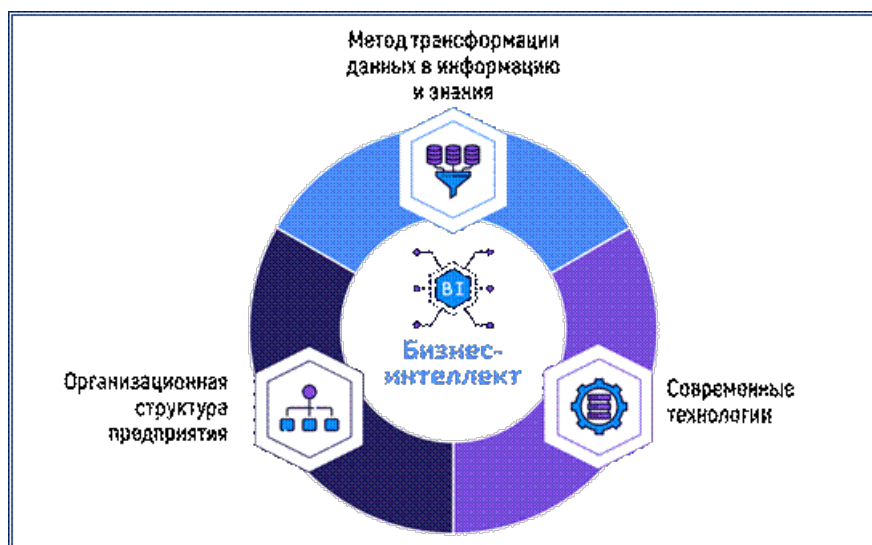 Метод трансформации
данных в информацию
и знания
BI
Бизнес-
интеллект
Организационная
структура
предприятия
Современные
технологии